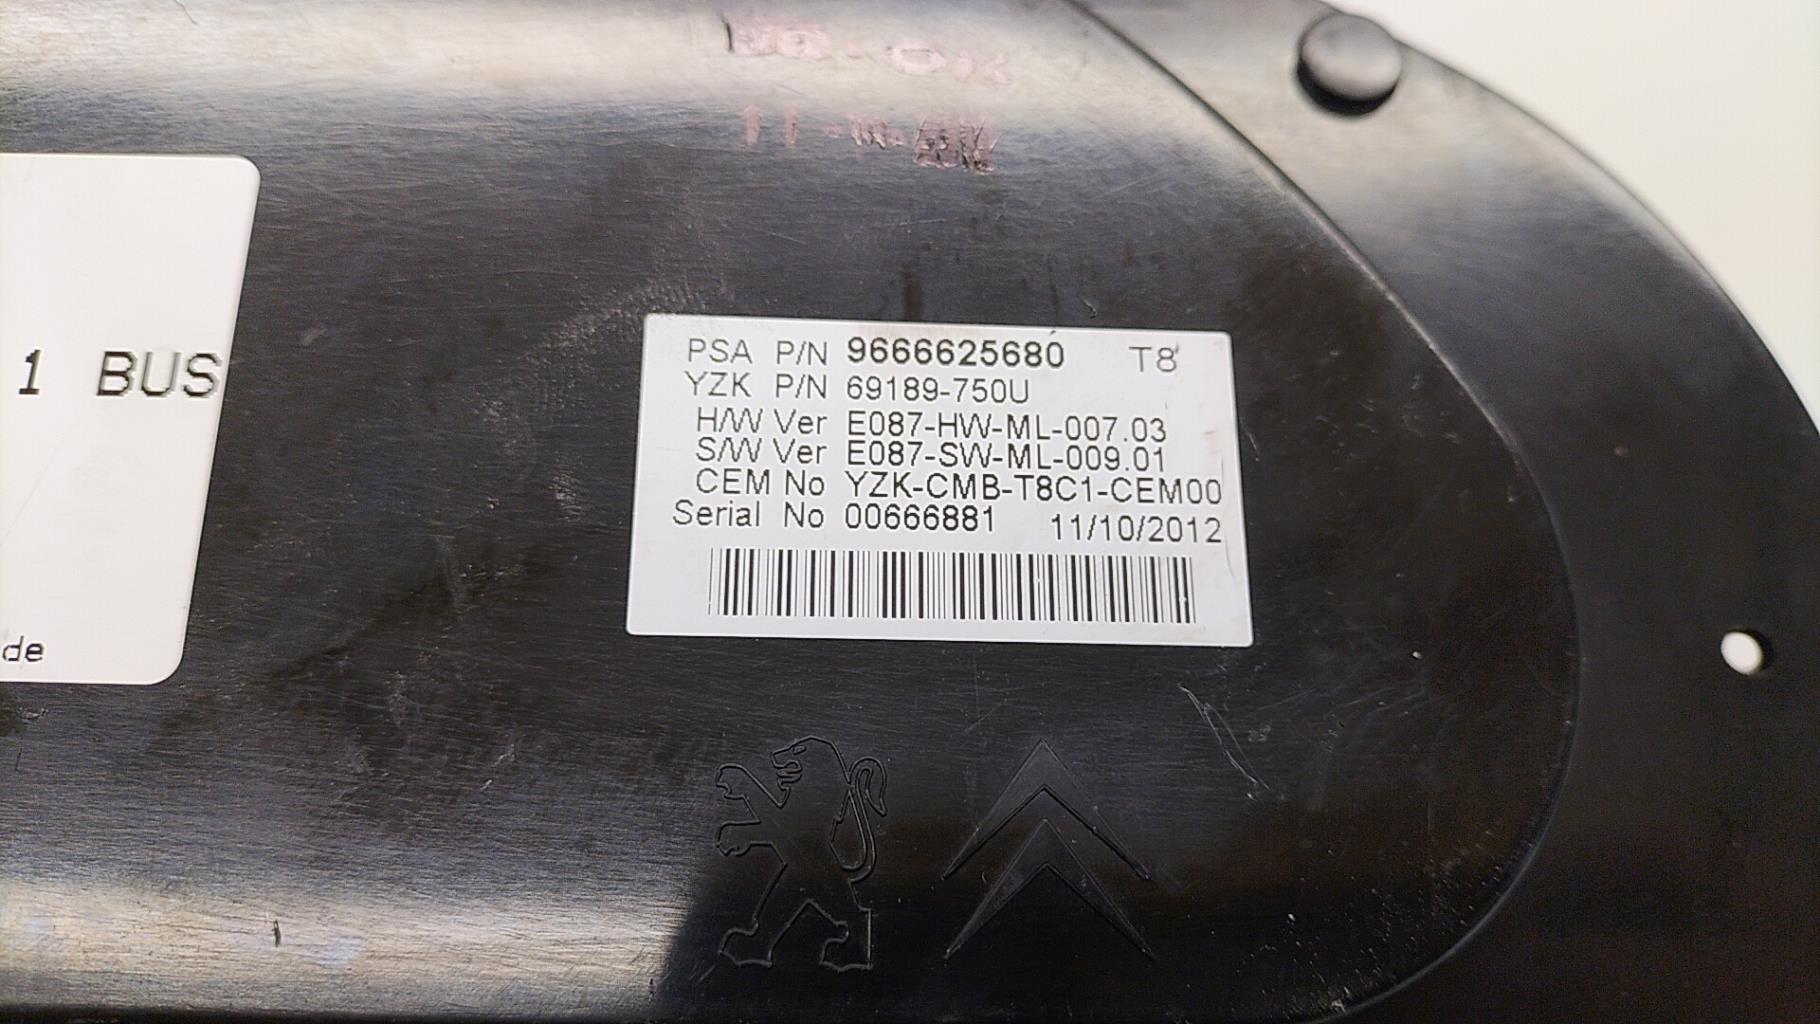 1 BUS
de
PSA P/N 9666625680 T8
YZK P/N 69189-750U
H/W Ver E087-HW-ML-007.03
S/W Ver E087-SW-ML-009.01
CEM No YZK-CMB-T8C1-CEM00
Serial No 00666881 11/10/2012